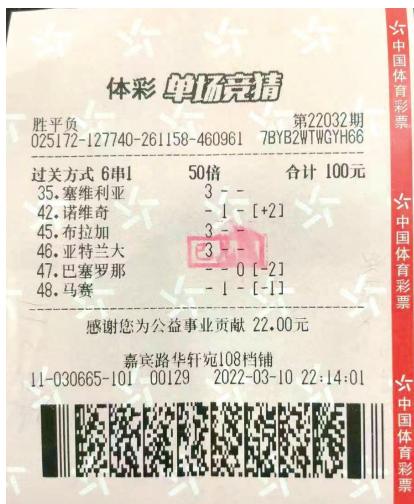 体彩 单场竞猜
胜平负 第22032期
025172-127740-261158-460961 7BYB2WTWGYH66
过关方式 6串1 50倍 合计 100元
35.塞维利亚 3 - -
42.诺维奇 - 1 - [+2]
45.布拉加 3 - -
46.亚特兰大 3 - -
47.巴塞罗那 - - 0 [-2]
48.马赛 - 1 - [-1]
感谢您为公益事业贡献 22.00元
嘉宾路华轩宛108档铺
11-030665-101 00129 2022-03-10 22:14:01
中国体育彩票
中国体育彩票
中国体育彩票